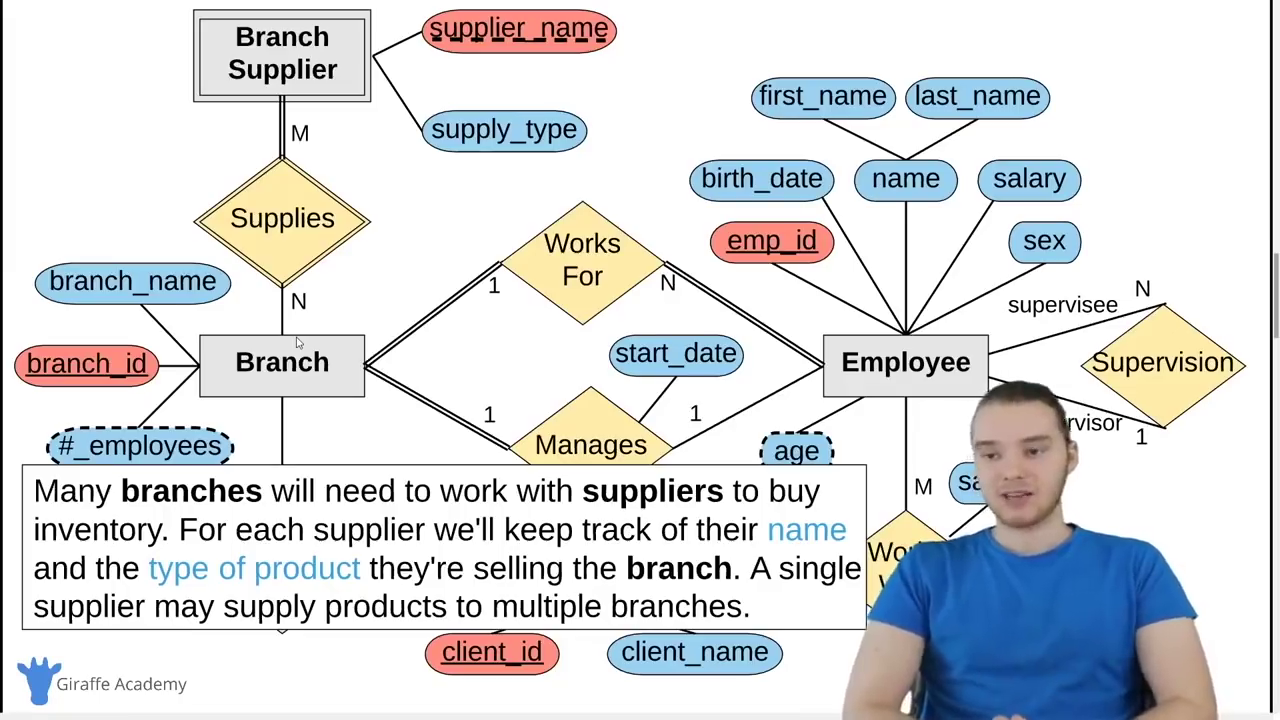 Branch
Supplier
supplier_name
supply_type
M
Supplies
N
first_name
last_name
birth_date
name
salary
emp_id
sex
Works
For
1
N
branch_name
branch_id
#_employees
Branch
start_date
1
Manages
1
Employee
age
supervisee
N
Supervision
1
M
Many branches will need to work with suppliers to buy
inventory. For each supplier we'll keep track of their name
and the type of product they're selling the branch. A single
supplier may supply products to multiple branches.
client_id
client_name
Giraffe Academy